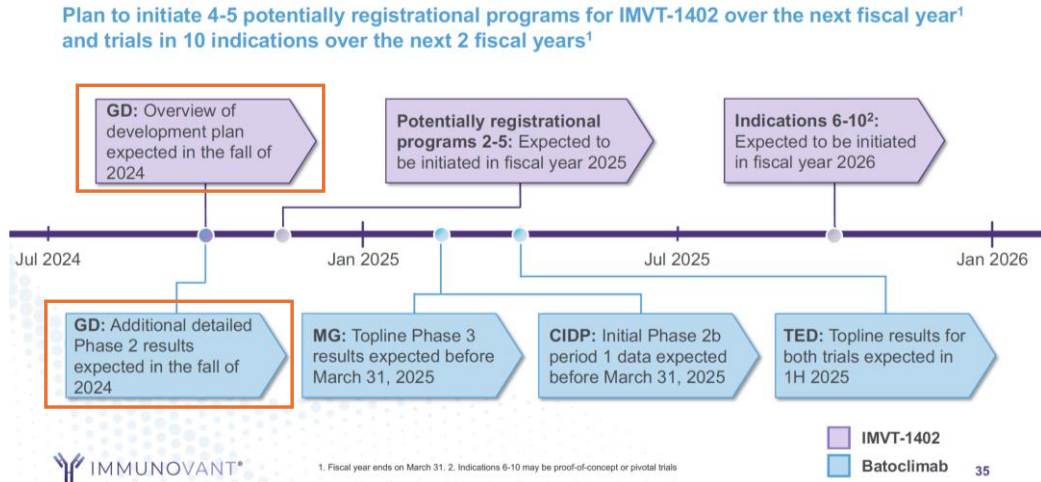 Plan to initiate 4-5 potentially registrational programs for IMVT-1402 over the next fiscal year¹
and trials in 10 indications over the next 2 fiscal years¹
GD: Overview of
development plan
expected in the fall of
2024
Potentially registrational
programs 2-5: Expected to
be initiated in fiscal year 2025
Indications 6-10²:
Expected to be initiated
in fiscal year 2026
Jul 2024
Jan 2025
Jul 2025
Jan 2026
GD: Additional detailed
Phase 2 results
expected in the fall of
2024
MG: Topline Phase 3
results expected before
March 31, 2025
CIDP: Initial Phase 2b
period 1 data expected
before March 31, 2025
TED: Topline results for
both trials expected in
1H 2025
IMVT-1402
Batoclimab
IMMUNOVANT®
1. Fiscal year ends on March 31. 2. Indications 6-10 may be proof-of-concept or pivotal trials
35